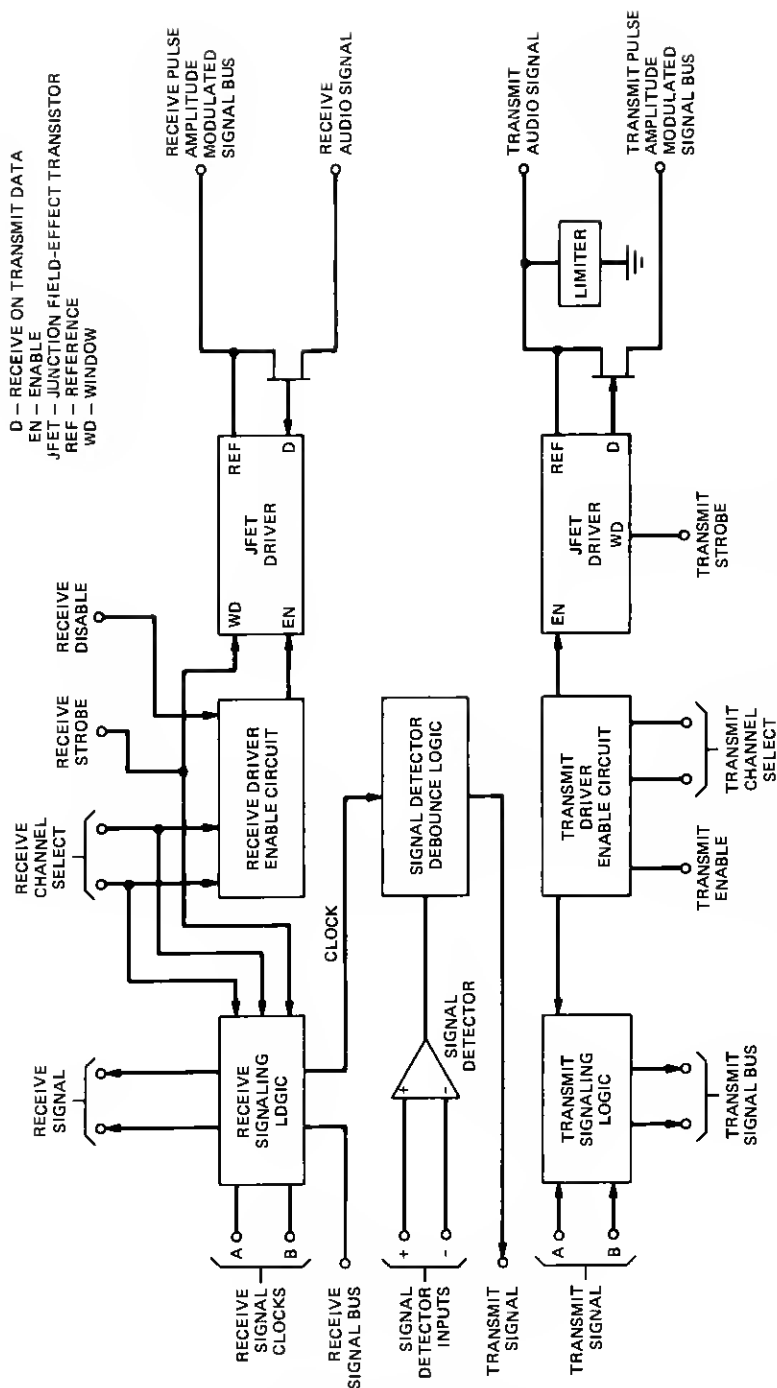 D – RECEIVE ON TRANSMIT DATA
EN – ENABLE
JFET – JUNCTION FIELD-EFFECT TRANSISTOR
REF – REFERENCE
WD – WINDOW
RECEIVE
SIGNAL
RECEIVE
CHANNEL
SELECT
RECEIVE
STROBE
RECEIVE
DISABLE
RECEIVE PULSE
AMPLITUDE
MODULATED
SIGNAL BUS
RECEIVE
AUDIO SIGNAL
A
B
RECEIVE
SIGNAL
CLOCKS
RECEIVE
SIGNALING
LDGIC
RECEIVE DRIVER
ENABLE CIRCUIT
WD
EN
JFET
DRIVER
REF
D
RECEIVE
SIGNAL BUS
CLOCK
+
-
SIGNAL
DETECTOR
INPUTS
+
-
SIGNAL
DETECTOR
SIGNAL DETECTOR
DEBOUNCE LOGIC
TRANSMIT
SIGNAL
TRANSMIT
AUDIO SIGNAL
LIMITER
TRANSMIT PULSE
AMPLITUDE
MODULATED
SIGNAL BUS
A
B
TRANSMIT
SIGNAL
TRANSMIT
SIGNALING
LOGIC
TRANSMIT
DRIVER
ENABLE CIRCUIT
EN
JFET
DRIVER
WD
REF
D
TRANSMIT
SIGNAL BUS
TRANSMIT
ENABLE
TRANSMIT
CHANNEL
SELECT
TRANSMIT
STROBE